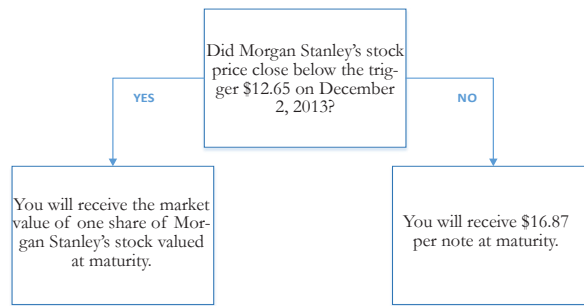 Did Morgan Stanley’s stock
price close below the trig-
ger $12.65 on December
2, 2013?
YES
NO
You will receive the market
value of one share of Mor-
gan Stanley’s stock valued
at maturity.
You will receive $16.87
per note at maturity.